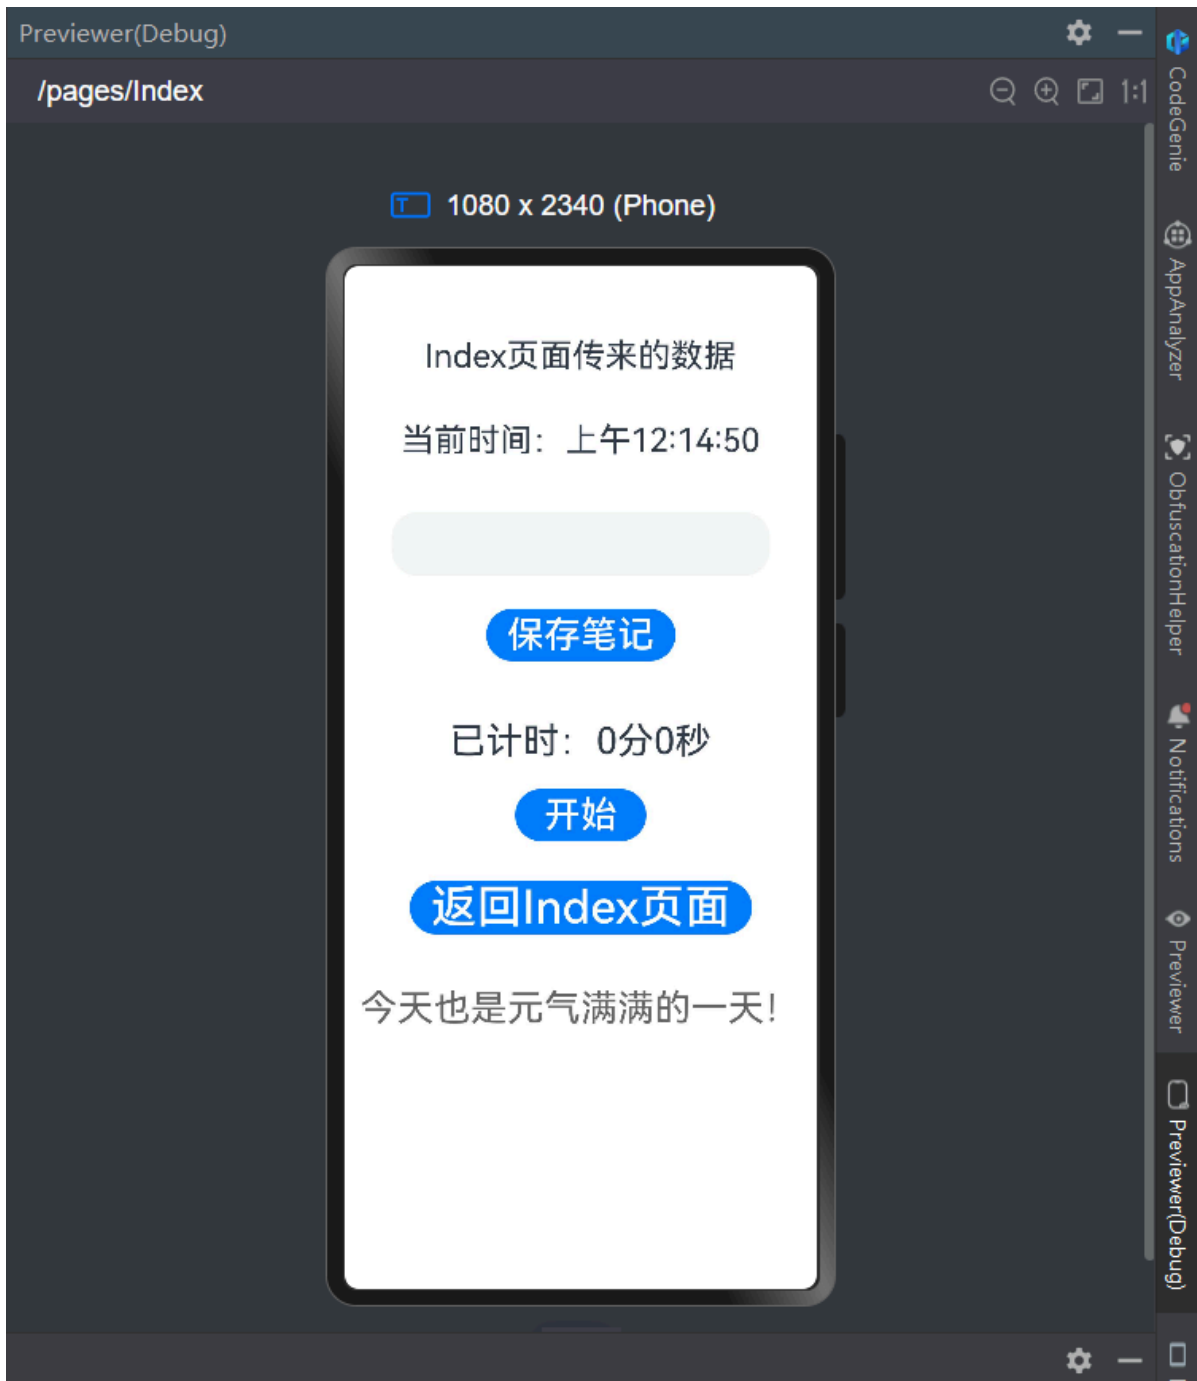 Previewer(Debug)
/pages/Index
1:1
1080 x 2340 (Phone)
Index页面传来的数据
当前时间：上午12:14:50
保存笔记
已计时：0分0秒
开始
返回Index页面
今天也是元气满满的一天！
CodeGenie
AppAnalyzer
ObfuscationHelper
Notifications
Previewer
Previewer(Debug)